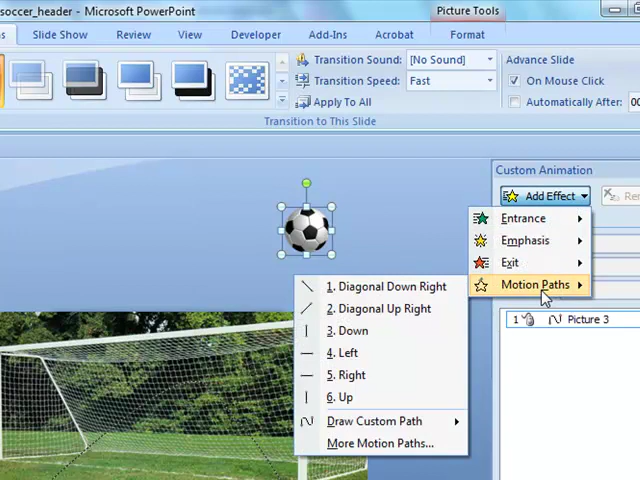 soccer_header - Microsoft PowerPoint
Picture Tools
ns
Slide Show
Review
View
Developer
Add-Ins
Acrobat
Format
Transition Sound:
[No Sound]
Transition Speed:
Fast
Apply To All
Transition to This Slide
Advance Slide
On Mouse Click
Automatically After:
00
Custom Animation
Add Effect
Rem
Entrance
Emphasis
Exit
Motion Paths
1. Diagonal Down Right
2. Diagonal Up Right
3. Down
4. Left
5. Right
6. Up
Draw Custom Path
More Motion Paths...
1
Picture 3